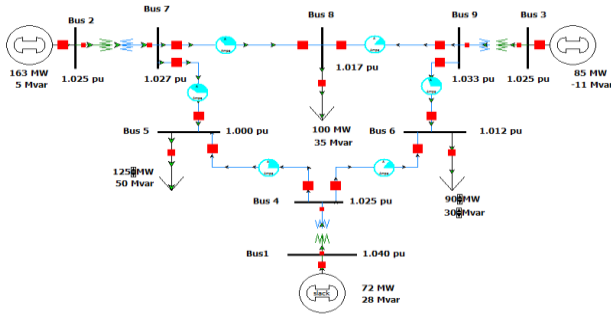 Bus 2
Bus 7
Bus 8
Bus 9
Bus 3
163 MW
5 Mvar
1.025 pu
1.027 pu
1.017 pu
1.033 pu
1.025 pu
85 MW
-11 Mvar
Bus 5
1.000 pu
100 MW
35 Mvar
Bus 6
1.012 pu
125 MW
50 Mvar
Bus 4
1.025 pu
90 MW
30 Mvar
Bus1
1.040 pu
slack
72 MW
28 Mvar